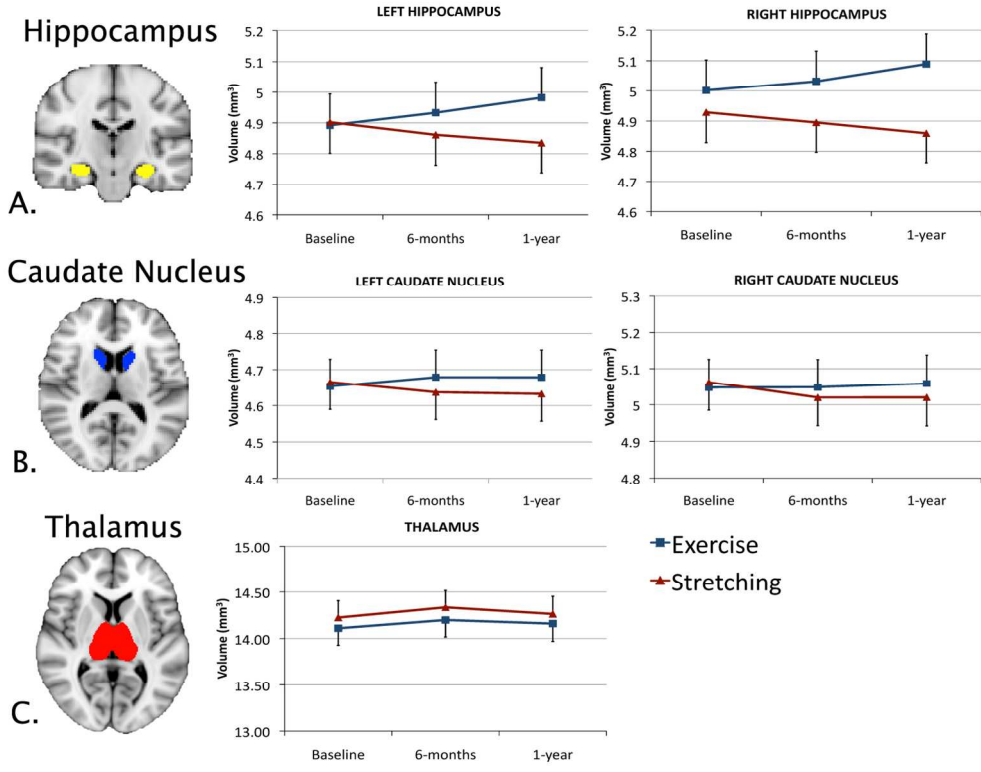 Hippocampus
A.
LEFT HIPPOCAMPUS
Volume (mm³)
5.2
5.1
5
4.9
4.8
4.7
4.6
Baseline 6-months 1-year
RIGHT HIPPOCAMPUS
Volume (mm³)
5.2
5.1
5
4.9
4.8
4.7
4.6
Baseline 6-months 1-year
Caudate Nucleus
B.
LEFT CAUDATE NUCLEUS
Volume (mm³)
4.9
4.8
4.7
4.6
4.5
4.4
Baseline 6-months 1-year
RIGHT CAUDATE NUCLEUS
Volume (mm³)
5.3
5.2
5.1
5
4.9
4.8
Baseline 6-months 1-year
Thalamus
C.
THALAMUS
Volume (mm³)
15.00
14.50
14.00
13.50
13.00
Baseline 6-months 1-year
Exercise
Stretching